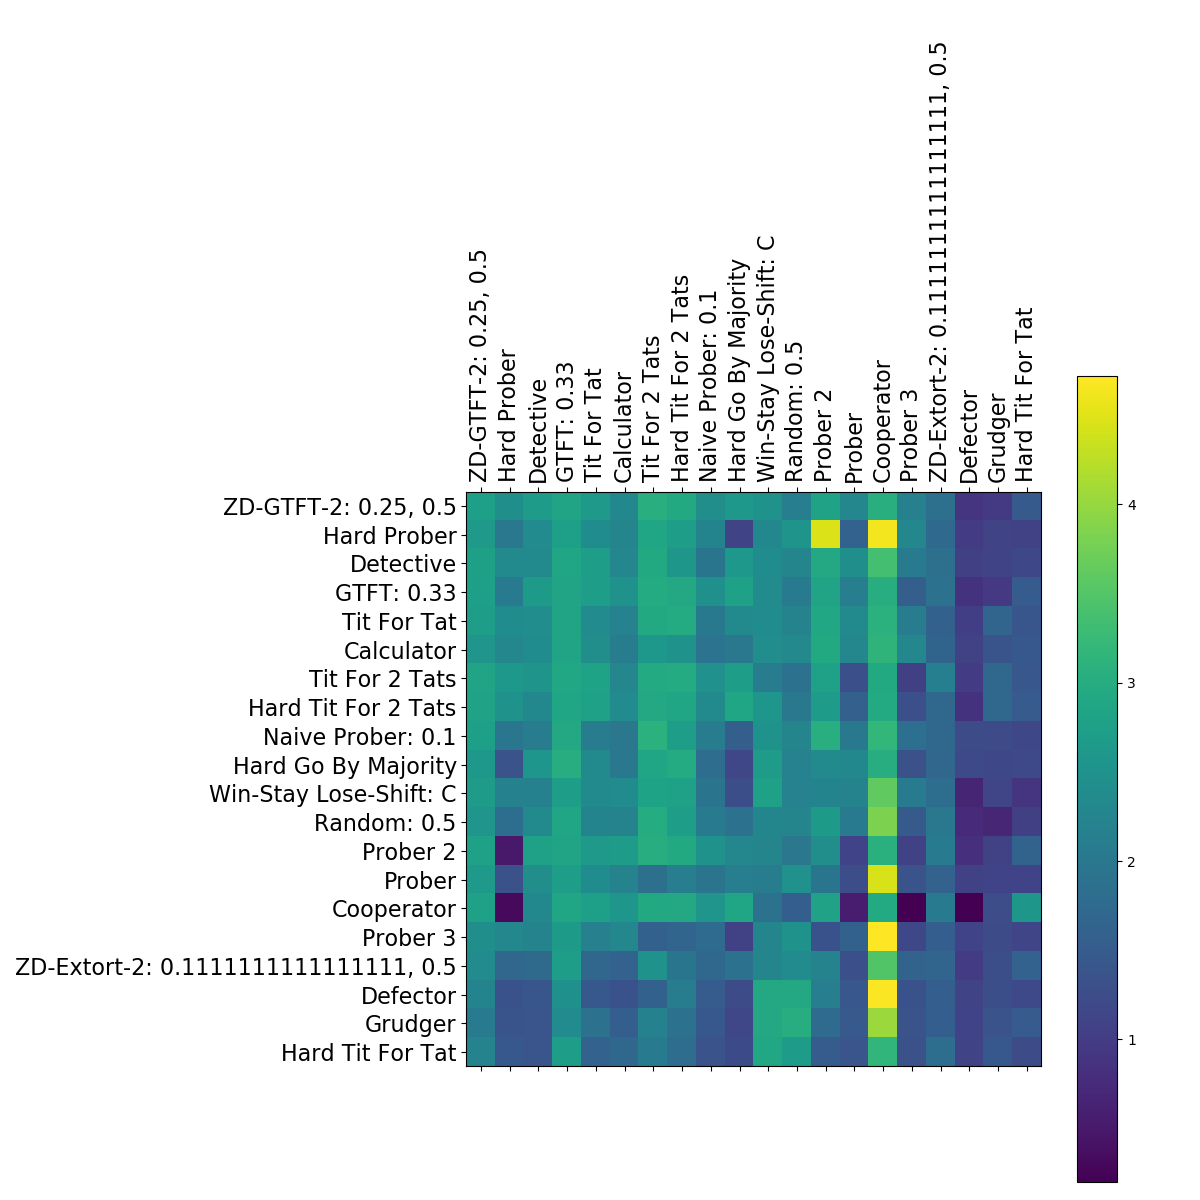 ZD-GTFT-2: 0.25, 0.5
Hard Prober
Detective
GTFT: 0.33
Tit For Tat
Calculator
Tit For 2 Tats
Hard Tit For 2 Tats
Naive Prober: 0.1
Hard Go By Majority
Win-Stay Lose-Shift: C
Random: 0.5
Prober 2
Prober
Cooperator
Prober 3
ZD-Extort-2: 0.1111111111111111, 0.5
Defector
Grudger
Hard Tit For Tat
ZD-GTFT-2: 0.25, 0.5
Hard Prober
Detective
GTFT: 0.33
Tit For Tat
Calculator
Tit For 2 Tats
Hard Tit For 2 Tats
Naive Prober: 0.1
Hard Go By Majority
Win-Stay Lose-Shift: C
Random: 0.5
Prober 2
Prober
Cooperator
Prober 3
ZD-Extort-2: 0.1111111111111111, 0.5
Defector
Grudger
Hard Tit For Tat
4
3
2
1